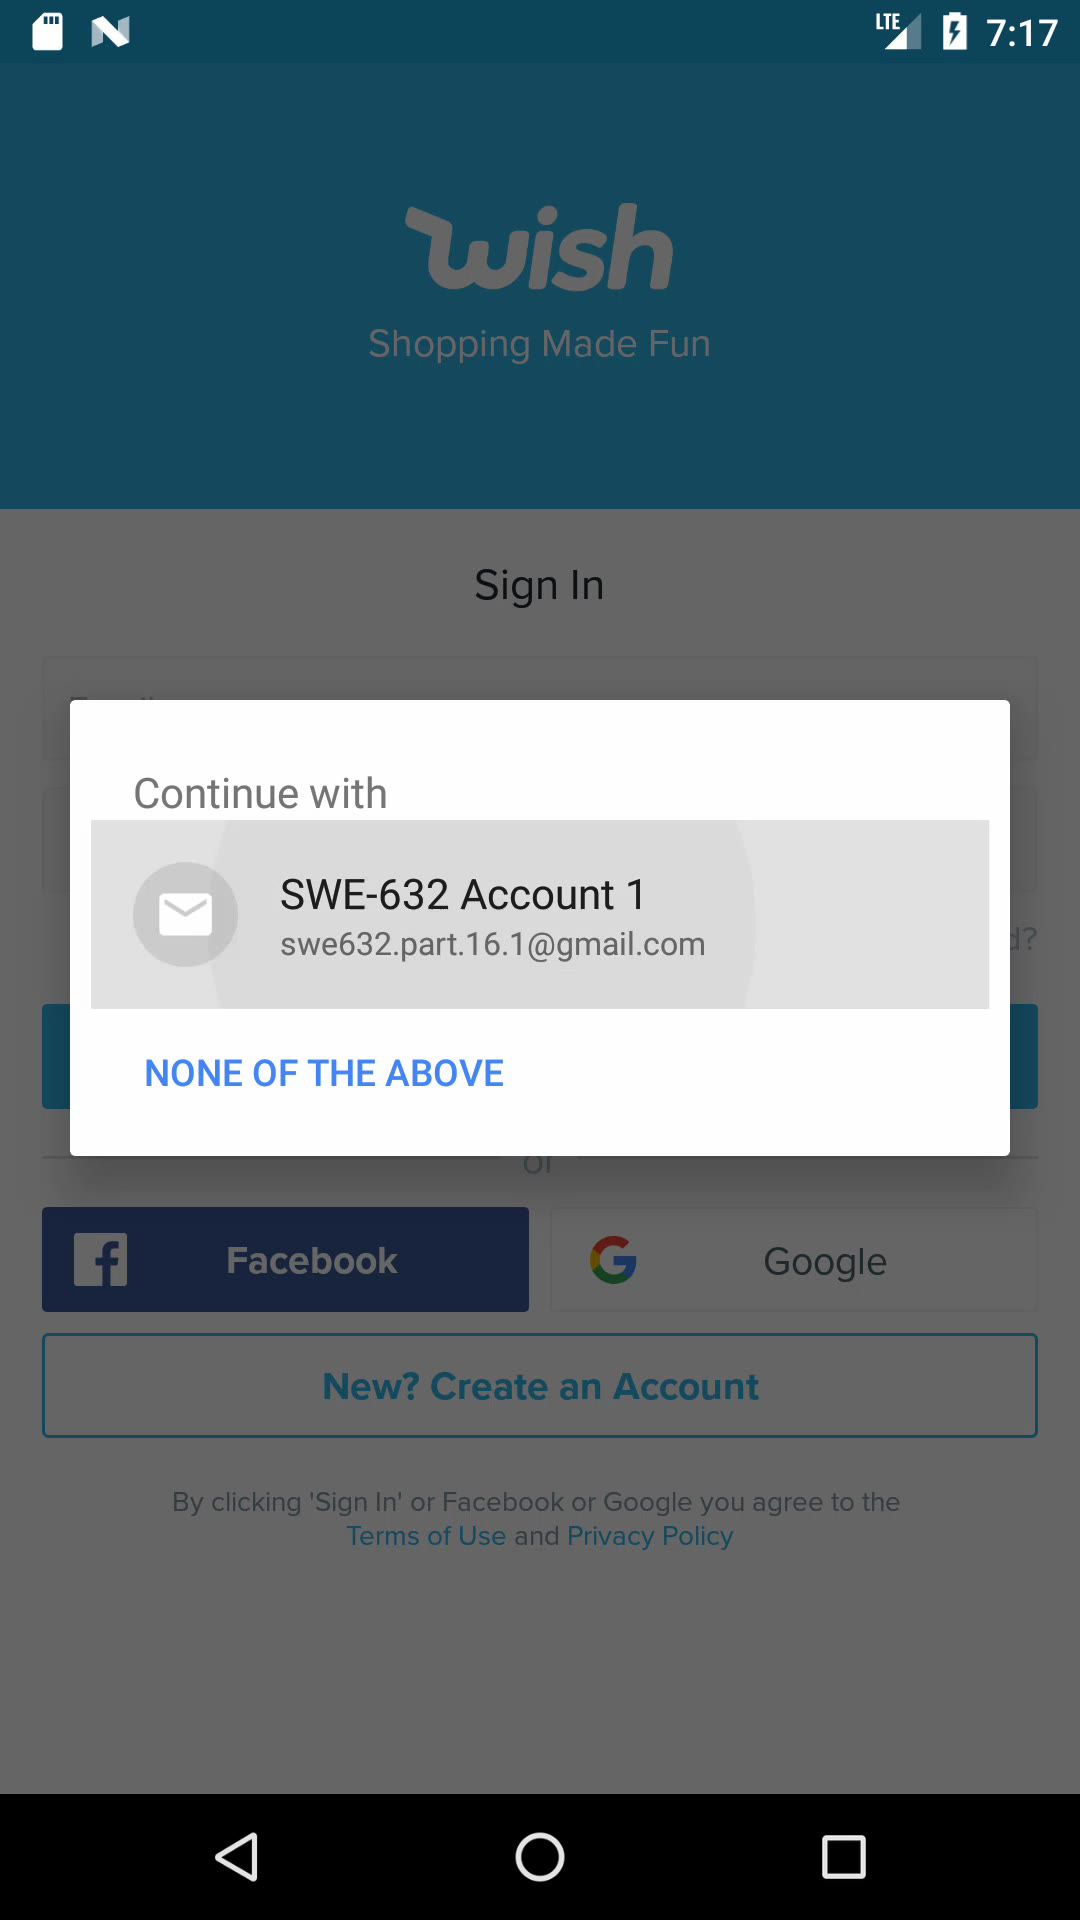 LTE 7:17
wish
Shopping Made Fun
Sign In
Continue with
SWE-632 Account 1
swe632.part.16.1@gmail.com
d?
NONE OF THE ABOVE
or
Facebook
Google
New? Create an Account
By clicking 'Sign In' or Facebook or Google you agree to the
Terms of Use and Privacy Policy